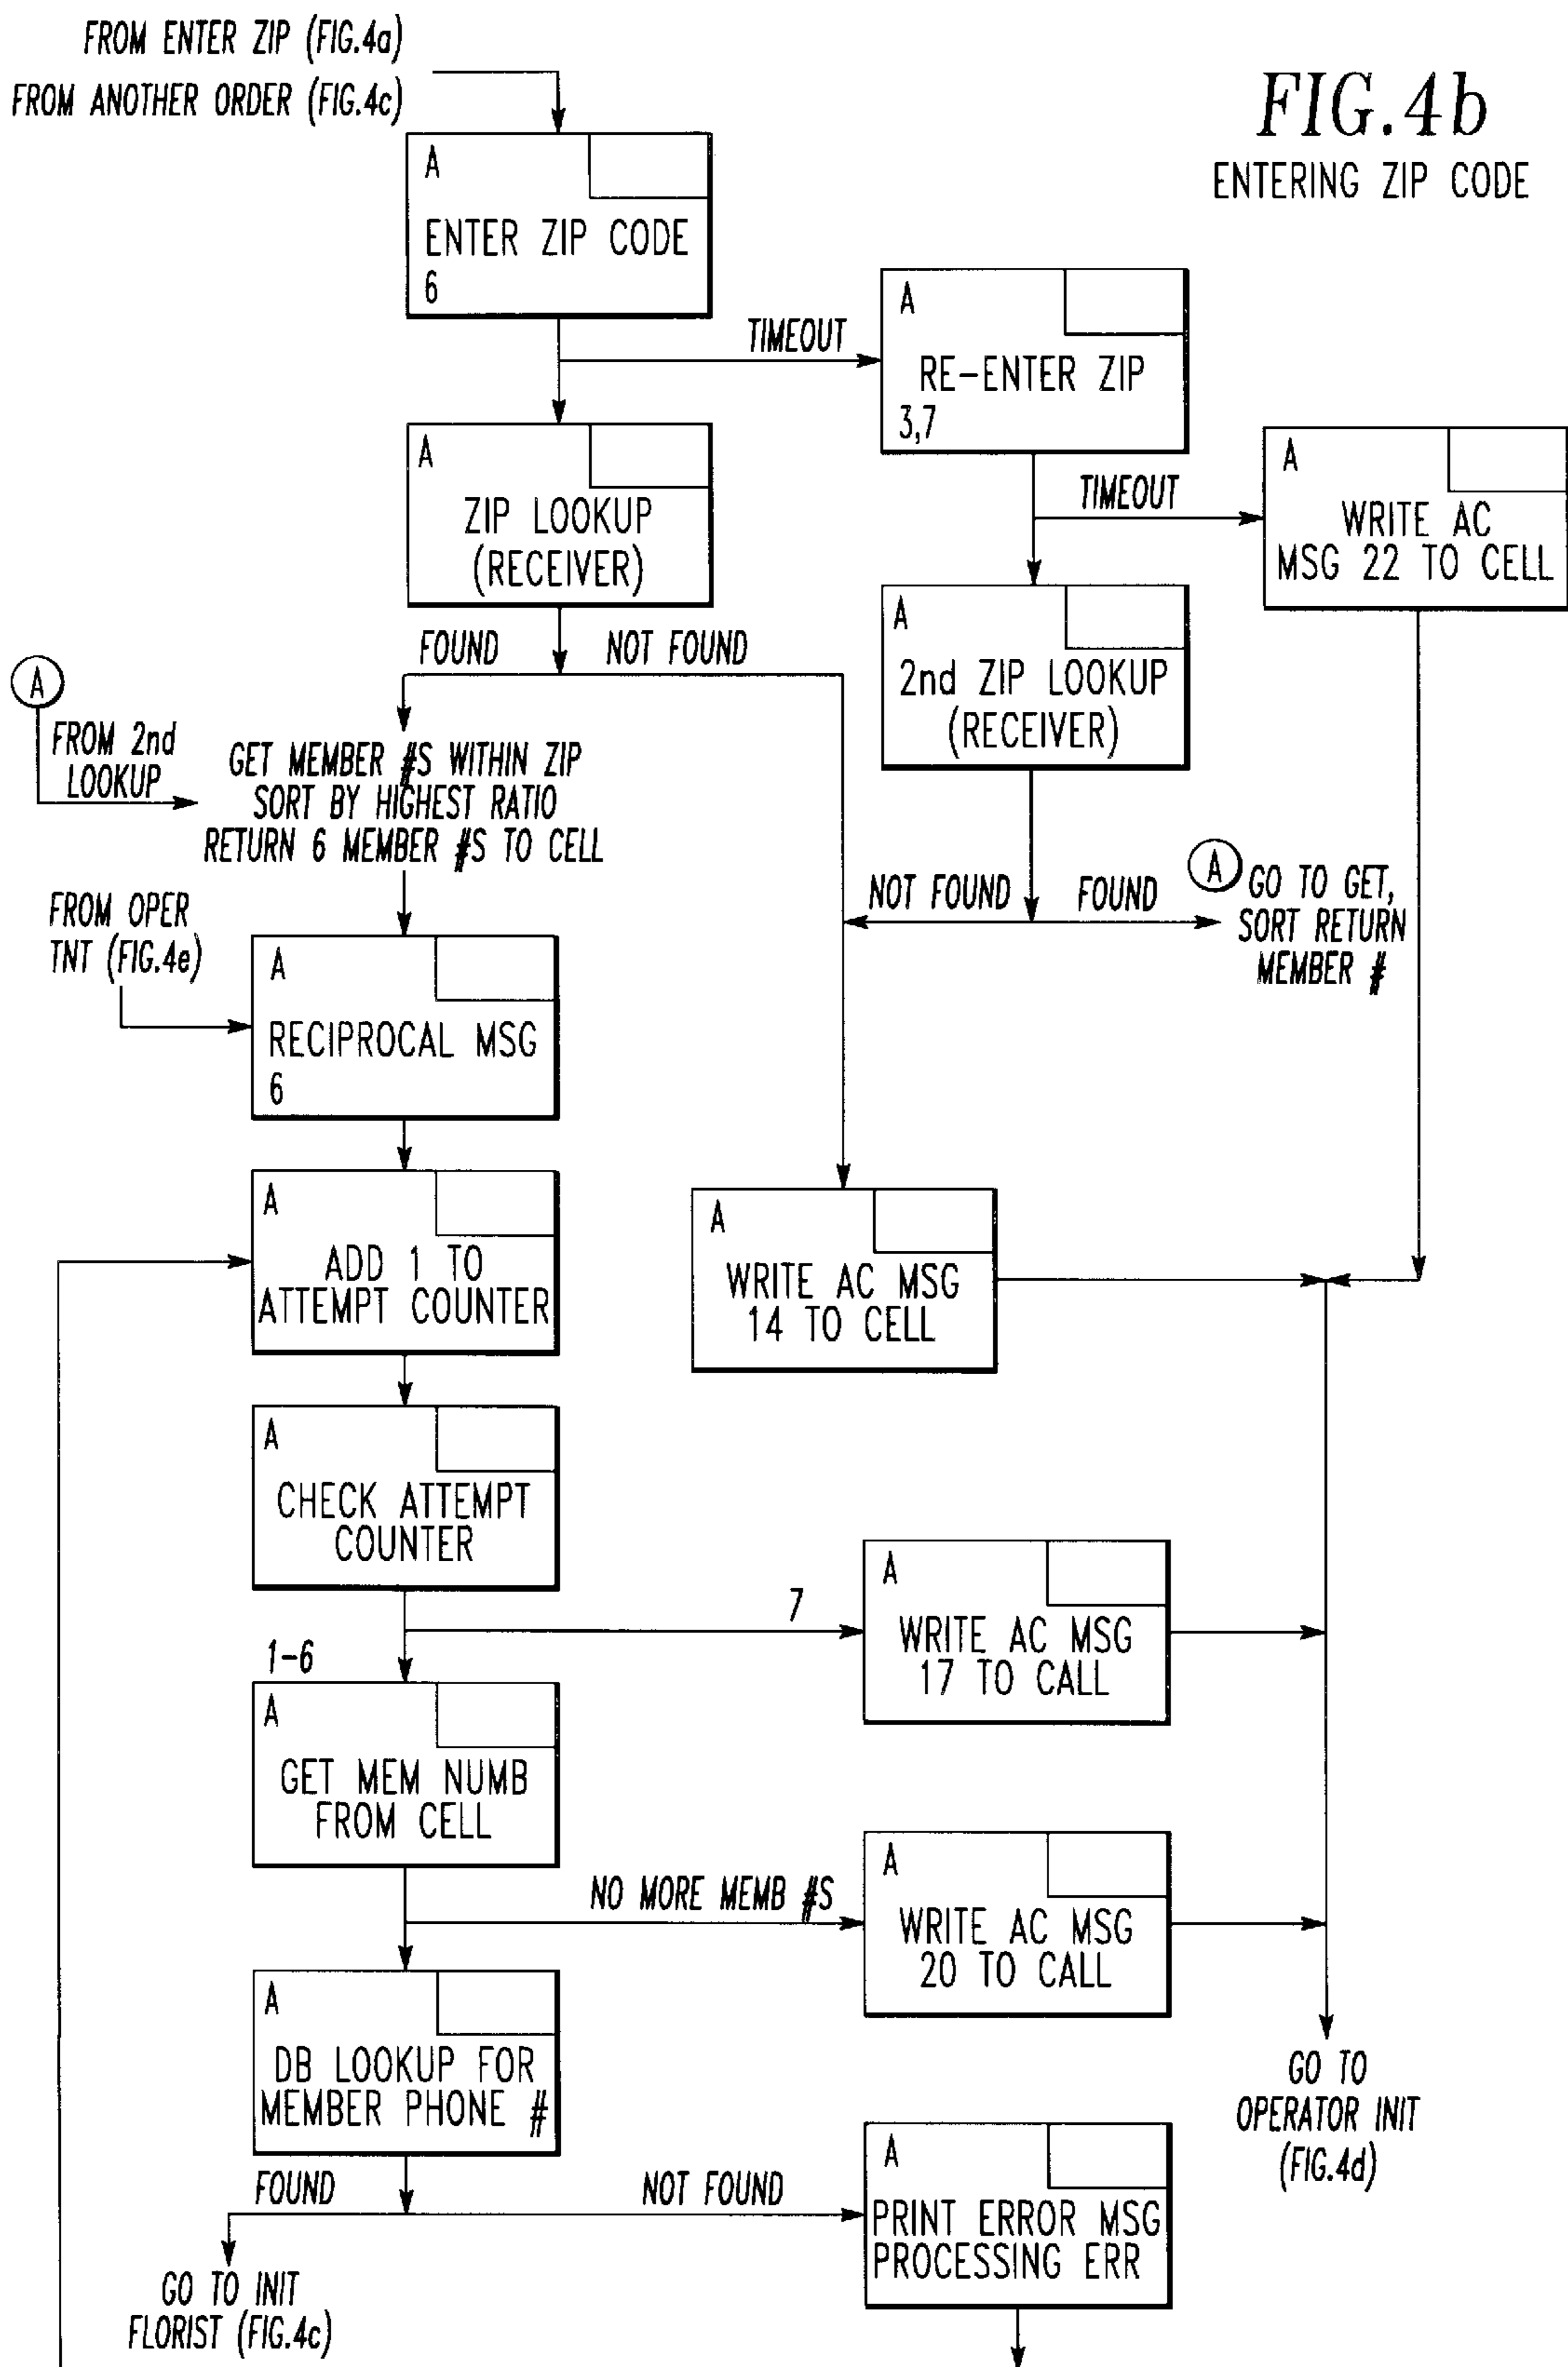 FROM ENTER ZIP (FIG.4a)
FROM ANOTHER ORDER (FIG.4c)
FIG.4b
ENTERING ZIP CODE
A
ENTER ZIP CODE
6
TIMEOUT
A
RE-ENTER ZIP
3,7
A
ZIP LOOKUP
(RECEIVER)
TIMEOUT
A
WRITE AC
MSG 22 TO CELL
FOUND
NOT FOUND
A
2nd ZIP LOOKUP
(RECEIVER)
A
FROM 2nd
LOOKUP
GET MEMBER #S WITHIN ZIP
SORT BY HIGHEST RATIO
RETURN 6 MEMBER #S TO CELL
NOT FOUND
FOUND
A
GO TO GET,
SORT RETURN
MEMBER #
FROM OPER
TNT (FIG.4e)
A
RECIPROCAL MSG
6
A
ADD 1 TO
ATTEMPT COUNTER
A
WRITE AC MSG
14 TO CELL
A
CHECK ATTEMPT
COUNTER
7
1-6
A
WRITE AC MSG
17 TO CALL
A
GET MEM NUMB
FROM CELL
NO MORE MEMB #S
A
WRITE AC MSG
20 TO CALL
A
DB LOOKUP FOR
MEMBER PHONE #
GO TO
OPERATOR INIT
(FIG.4d)
FOUND
NOT FOUND
A
PRINT ERROR MSG
PROCESSING ERR
GO TO INIT
FLORIST (FIG.4c)